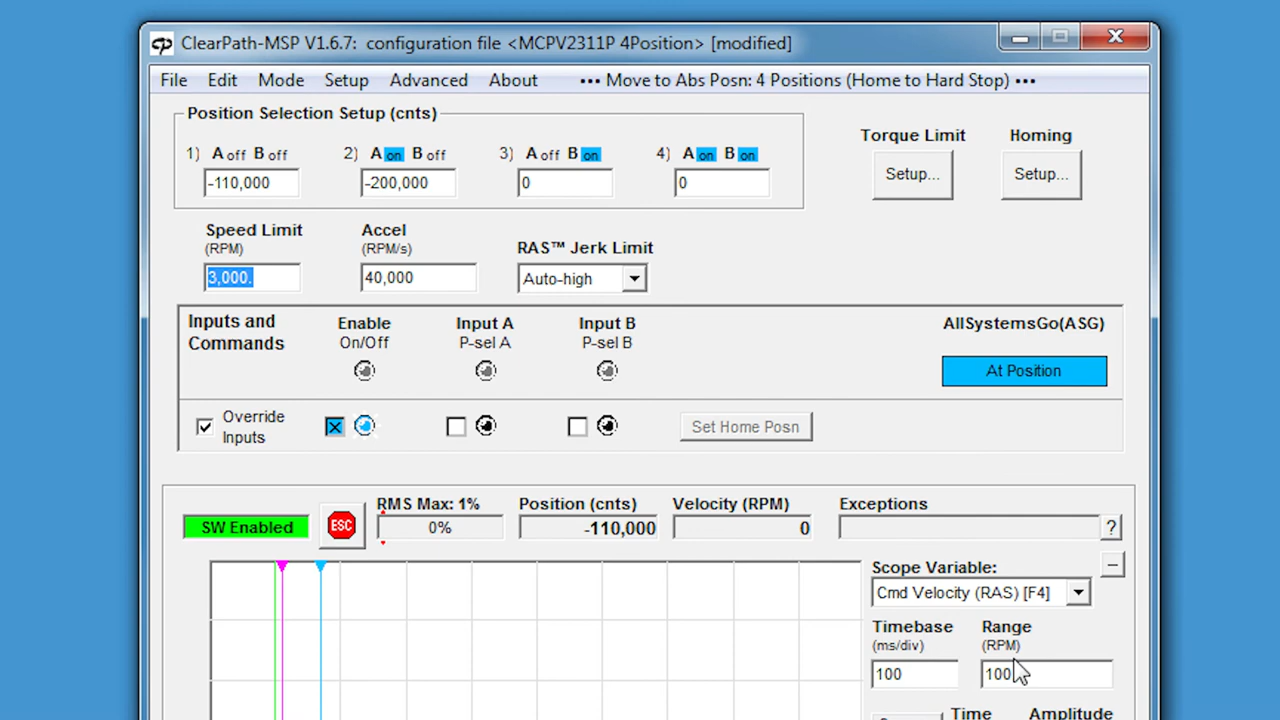 ClearPath-MSP V1.6.7: configuration file <MCPV2311P 4Position> [modified]
File Edit Mode Setup Advanced About ••• Move to Abs Posn: 4 Positions (Home to Hard Stop) •••
Position Selection Setup (cnts)
1) A off B off 2) A on B off 3) A off B on 4) A on B on
-110,000 -200,000 0 0
Torque Limit Homing
Setup... Setup...
Speed Limit Accel RAS™ Jerk Limit
(RPM) (RPM/s)
3,000. 40,000 Auto-high
Inputs and Enable Input A Input B AllSystemsGo(ASG)
Commands On/Off P-sel A P-sel B
At Position
Override
Inputs
Set Home Posn
RMS Max: 1% Position (cnts) Velocity (RPM) Exceptions
SW Enabled ESC 0% -110,000 0 ?
Scope Variable:
Cmd Velocity (RAS) [F4]
Timebase Range
(ms/div) (RPM)
100 100
Time Amplitude